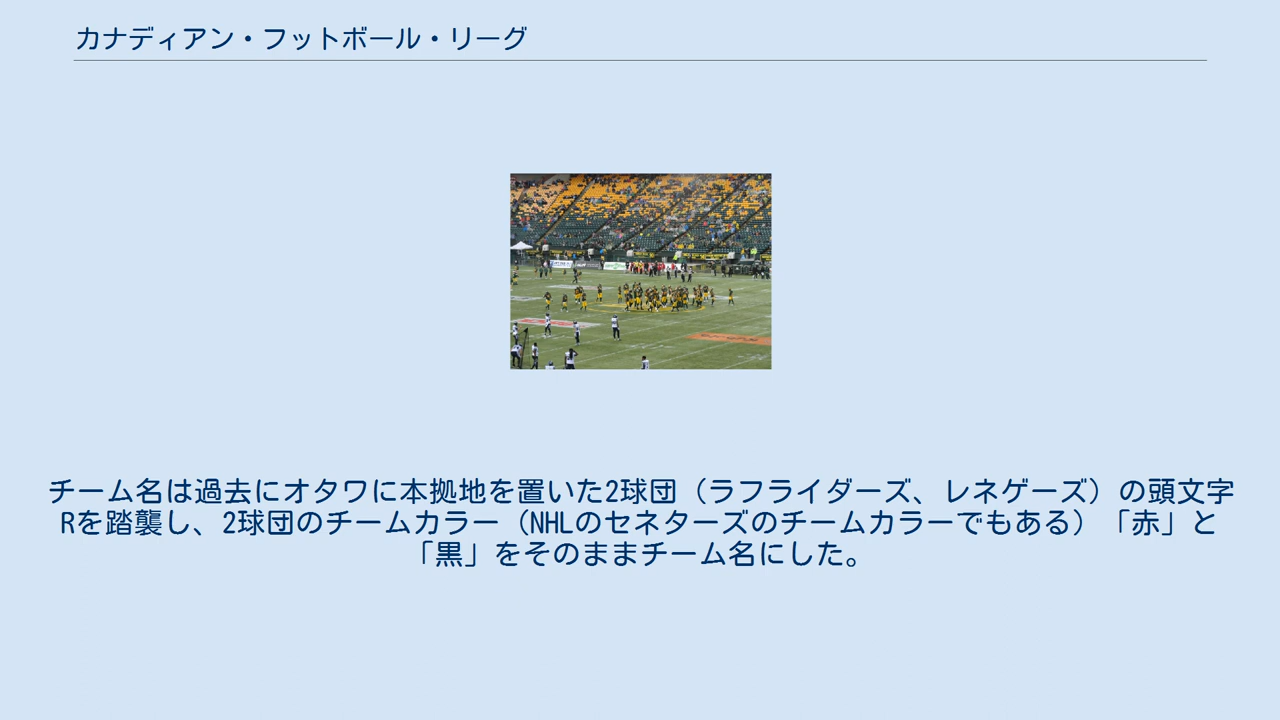 カナディアン・フットボール・リーグ
チーム名は過去にオタワに本拠地を置いた2球団（ラフライダーズ、レネゲーズ）の頭文字
Rを踏襲し、2球団のチームカラー（NHLのセネターズのチームカラーでもある）「赤」と
「黒」をそのままチーム名にした。